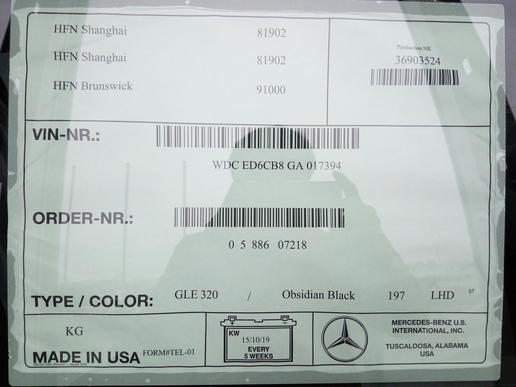 HFN Shanghai 81902
HFN Shanghai 81902
HFN Brunswick 91000
Production NR
36903524
VIN-NR.:
WDC ED6CB8 GA 017394
ORDER-NR.:
0 5 886 07218
TYPE / COLOR: GLE 320 / Obsidian Black 197 LHD 57
KG
MADE IN USA FORM#TEL-01
KW
15/10/19
EVERY
5 WEEKS
MERCEDES-BENZ U.S.
INTERNATIONAL, INC.
TUSCALOOSA, ALABAMA
USA